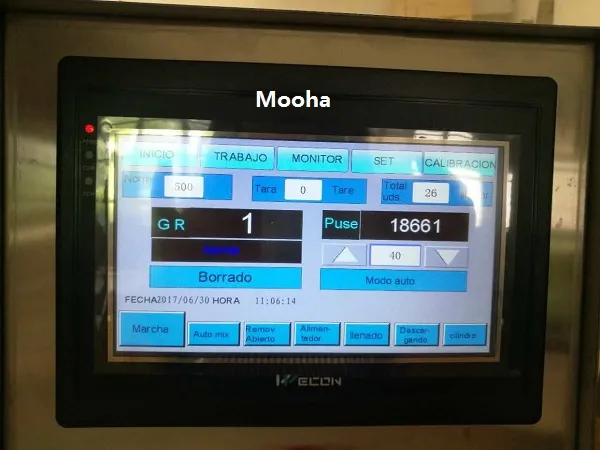 Mooha
INICIO TRABAJO MONITOR SET CALIBRACION
500 Tara 0 Tare Total uds. 26
GR 1 Puse 18661
40
Borrado Modo auto
FECHA2017/06/30 HORA 11:06:14
Marcha Auto mix Remov Abierto Alimen-tador llenado Descar-gando cilindro
WECON